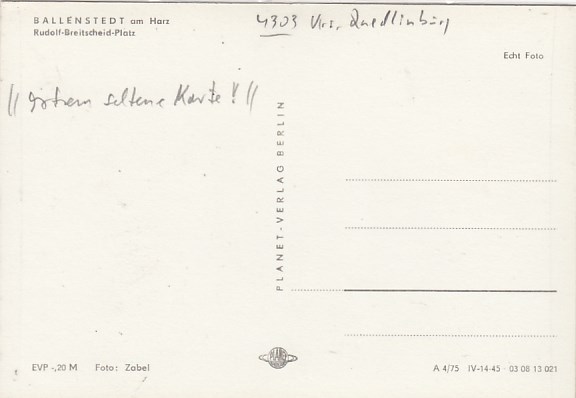 BALLENSTEDT am Harz
Rudolf-Breitscheid-Platz
4303 Krs. Quedlinburg
Echt Foto
!! extrem seltene Karte !!
PLANET-VERLAG BERLIN
PLANET
EVP -,20 M Foto: Zabel
A 4/75 IV-14-45 · 03 08 13 021